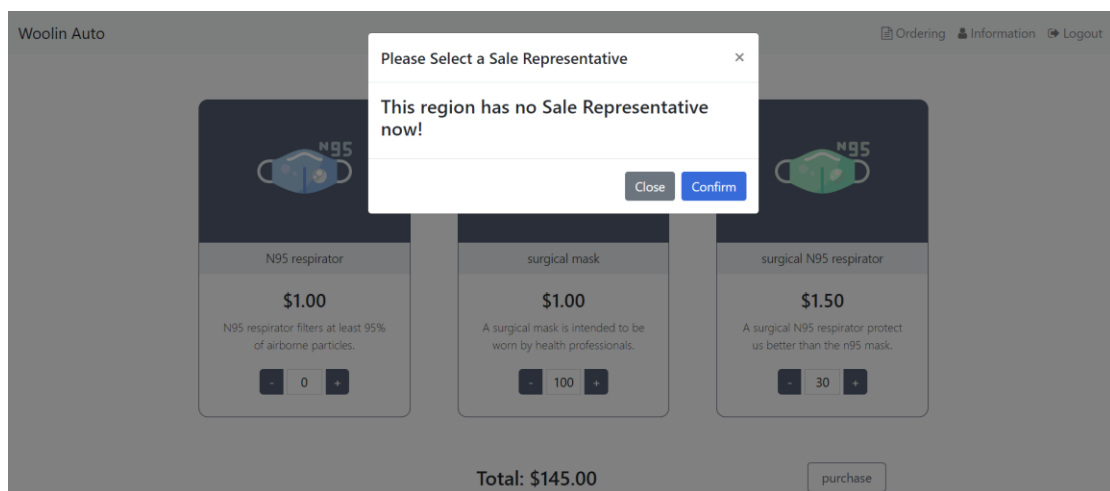 Woolin Auto
Ordering Information Logout
Please Select a Sale Representative ×
This region has no Sale Representative
now!
Close Confirm
N95
N95
N95 respirator
$1.00
N95 respirator filters at least 95%
of airborne particles.
- 0 +
surgical mask
$1.00
A surgical mask is intended to be
worn by health professionals.
- 100 +
surgical N95 respirator
$1.50
A surgical N95 respirator protect
us better than the n95 mask.
- 30 +
Total: $145.00
purchase